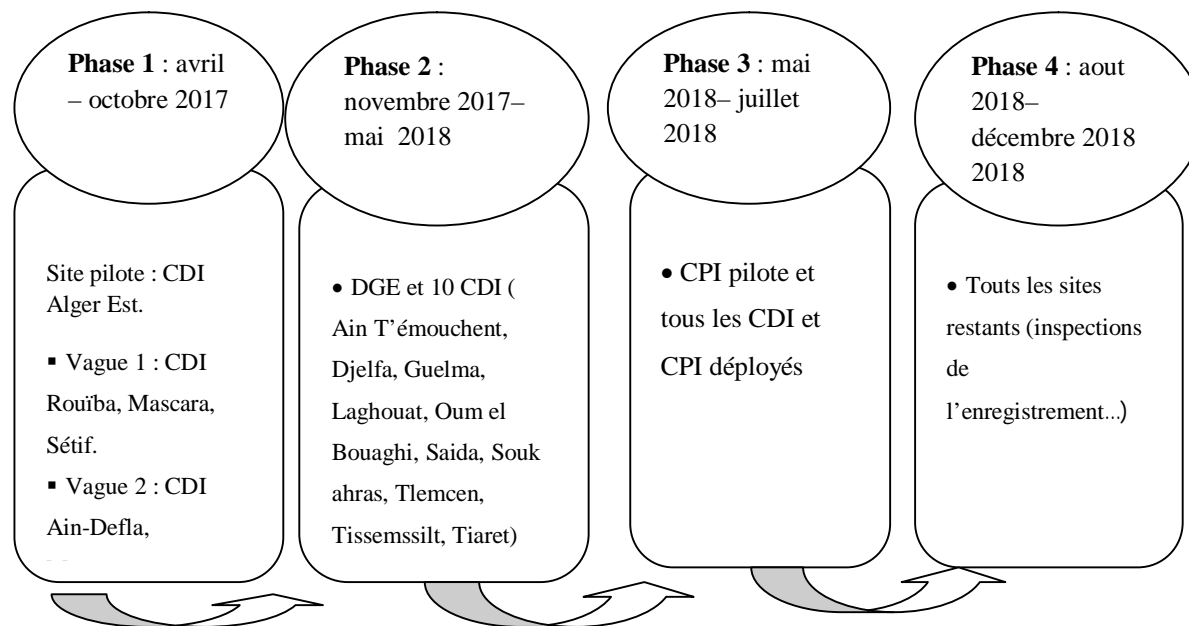 Phase 1 : avril
– octobre 2017
Site pilote : CDI
Alger Est.
▪ Vague 1 : CDI
Rouïba, Mascara,
Sétif.
▪ Vague 2 : CDI
Ain-Defla,
Phase 2 :
novembre 2017–
mai 2018
• DGE et 10 CDI (
Ain T’émouchent,
Djelfa, Guelma,
Laghouat, Oum el
Bouaghi, Saida, Souk
ahras, Tlemcen,
Tissemssilt, Tiaret)
Phase 3 : mai
2018– juillet
2018
• CPI pilote et
tous les CDI et
CPI déployés
Phase 4 : aout
2018–
décembre 2018
2018
• Touts les sites
restants (inspections
de
l’enregistrement...)